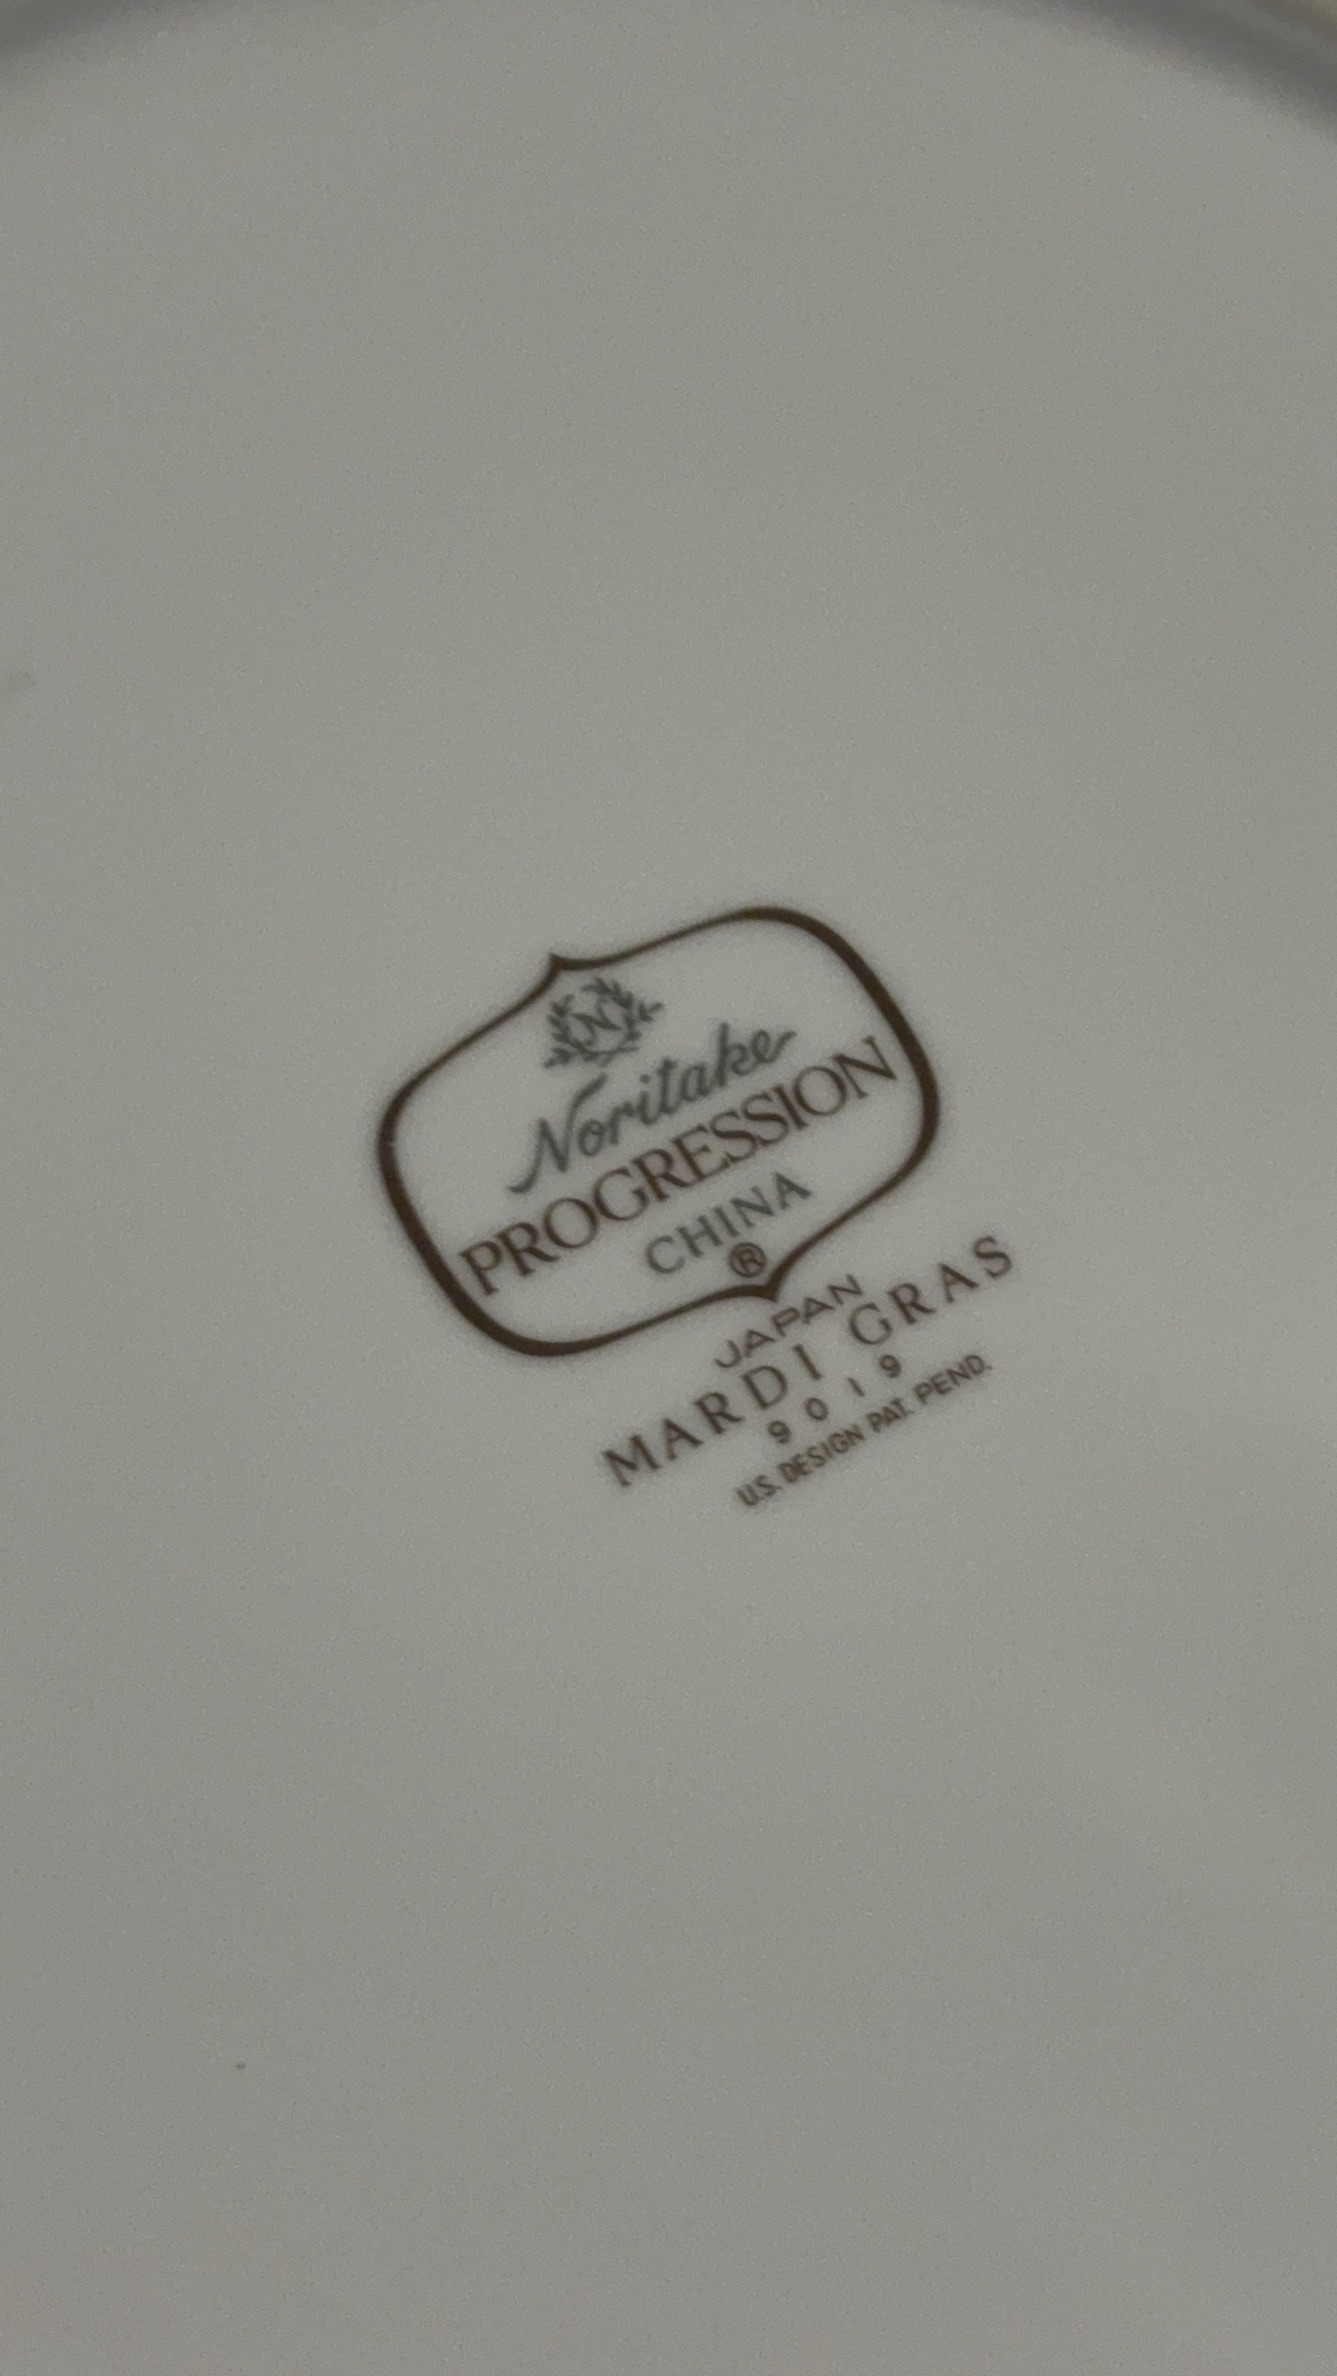 N
Noritake
PROGRESSION
CHINA
®
JAPAN
MARDI GRAS
9019
U.S. DESIGN PAT. PEND.